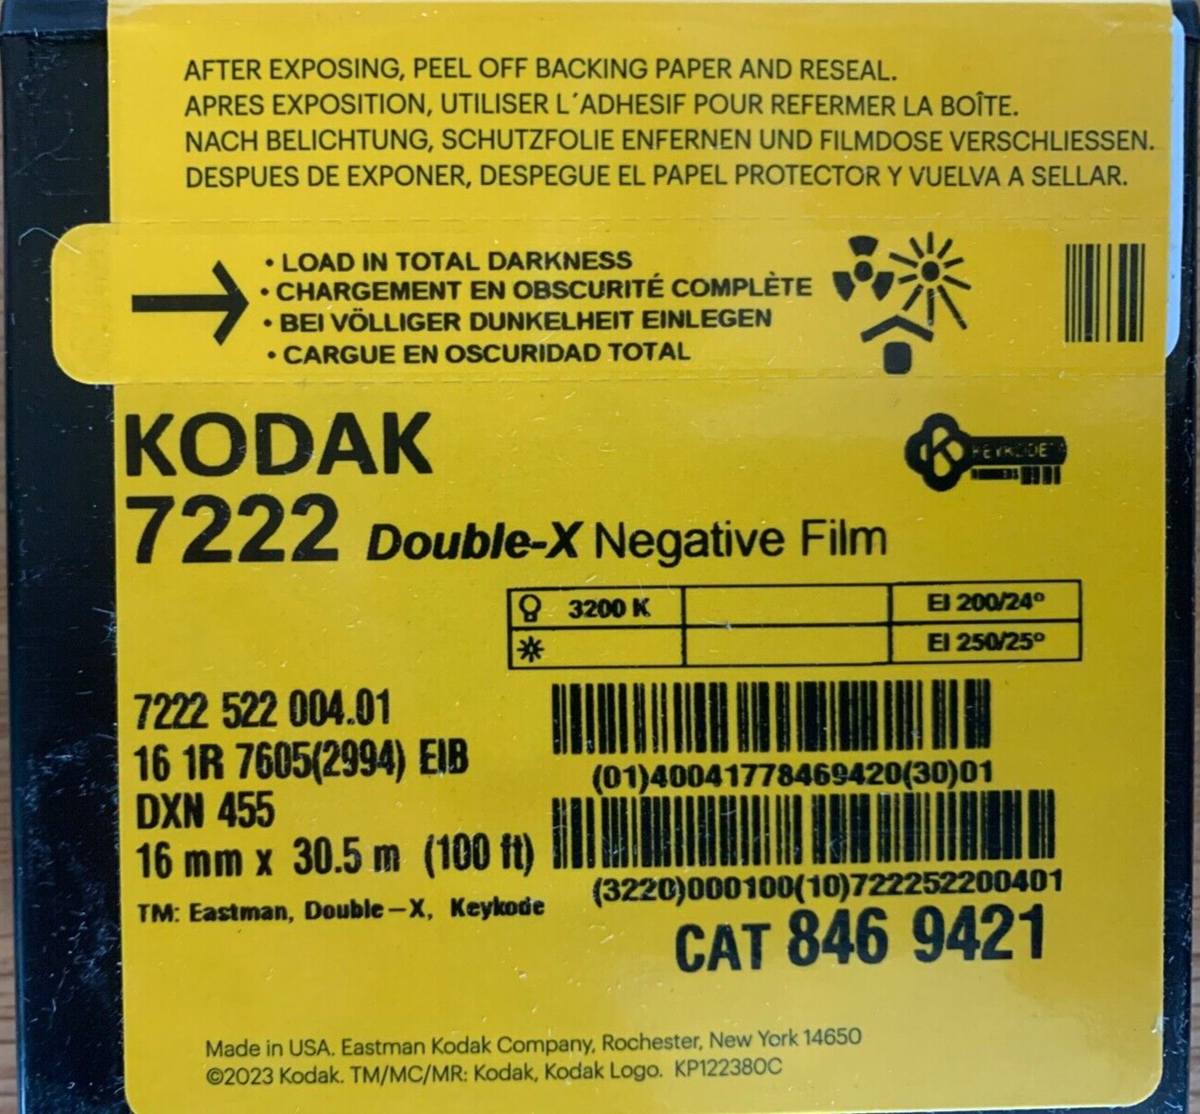 AFTER EXPOSING, PEEL OFF BACKING PAPER AND RESEAL.
APRES EXPOSITION, UTILISER L´ADHESIF POUR REFERMER LA BOÎTE.
NACH BELICHTUNG, SCHUTZFOLIE ENFERNEN UND FILMDOSE VERSCHLIESSEN.
DESPUES DE EXPONER, DESPEGUE EL PAPEL PROTECTOR Y VUELVA A SELLAR.
• LOAD IN TOTAL DARKNESS
• CHARGEMENT EN OBSCURITÉ COMPLÈTE
• BEI VÖLLIGER DUNKELHEIT EINLEGEN
• CARGUE EN OSCURIDAD TOTAL
KODAK
K KEYKODE
7222 Double-X Negative Film
3200 K EI 200/24º
EI 250/25º
7222 522 004.01
16 1R 7605(2994) EIB
(01)40041778469420(30)01
DXN 455
16 mm x 30.5 m (100 ft)
(3220)000100(10)722252200401
TM: Eastman, Double-X, Keykode
CAT 846 9421
Made in USA. Eastman Kodak Company, Rochester, New York 14650
©2023 Kodak. TM/MC/MR: Kodak, Kodak Logo. KP122380C